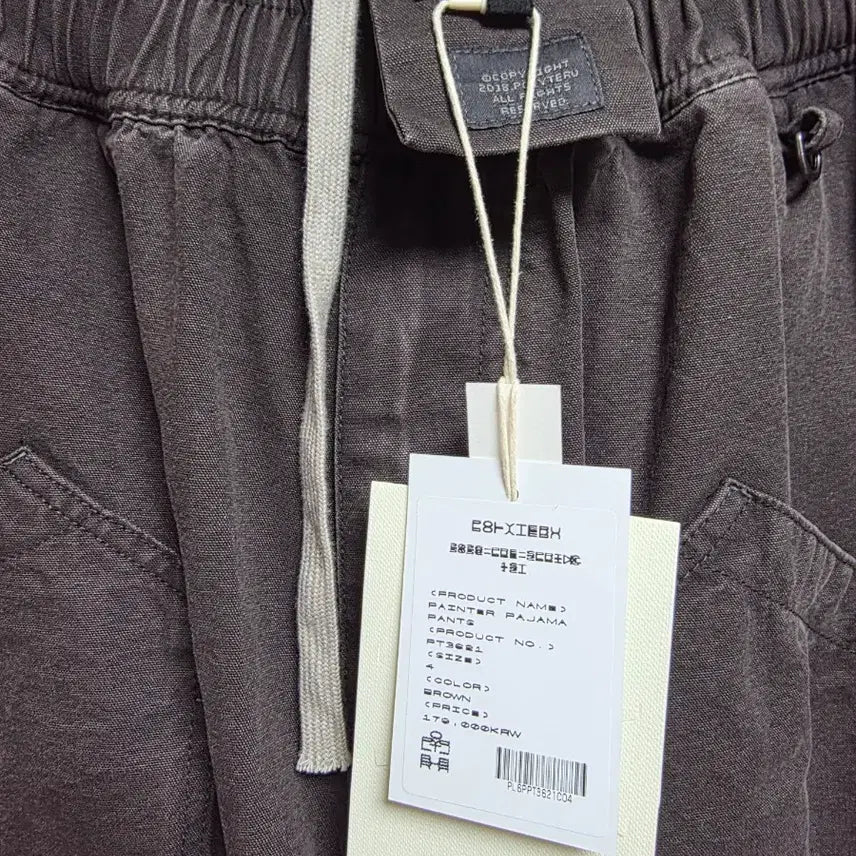 ©COPYRIGHT
2018.POLYTERU
ALL RIGHTS
RESERVED.
<PRODUCT NAME>
PAINTER PAJAMA
PANTS
<PRODUCT NO.>
PT3621
<SIZE>
4
<COLOR>
BROWN
<PRICE>
179,000KRW
PL6PPT3621C04